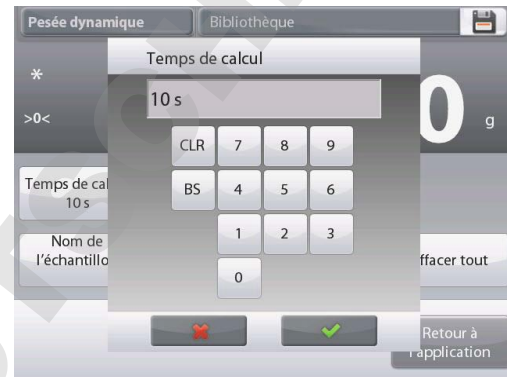 Pesée dynamique
Bibliothèque
Temps de calcul
10 s
*
>0<
0
g
CLR 7 8 9
BS 4 5 6
1 2 3
0
Temps de cal
10 s
Nom de
l'échantillo
ffacer tout
Retour à
l'application